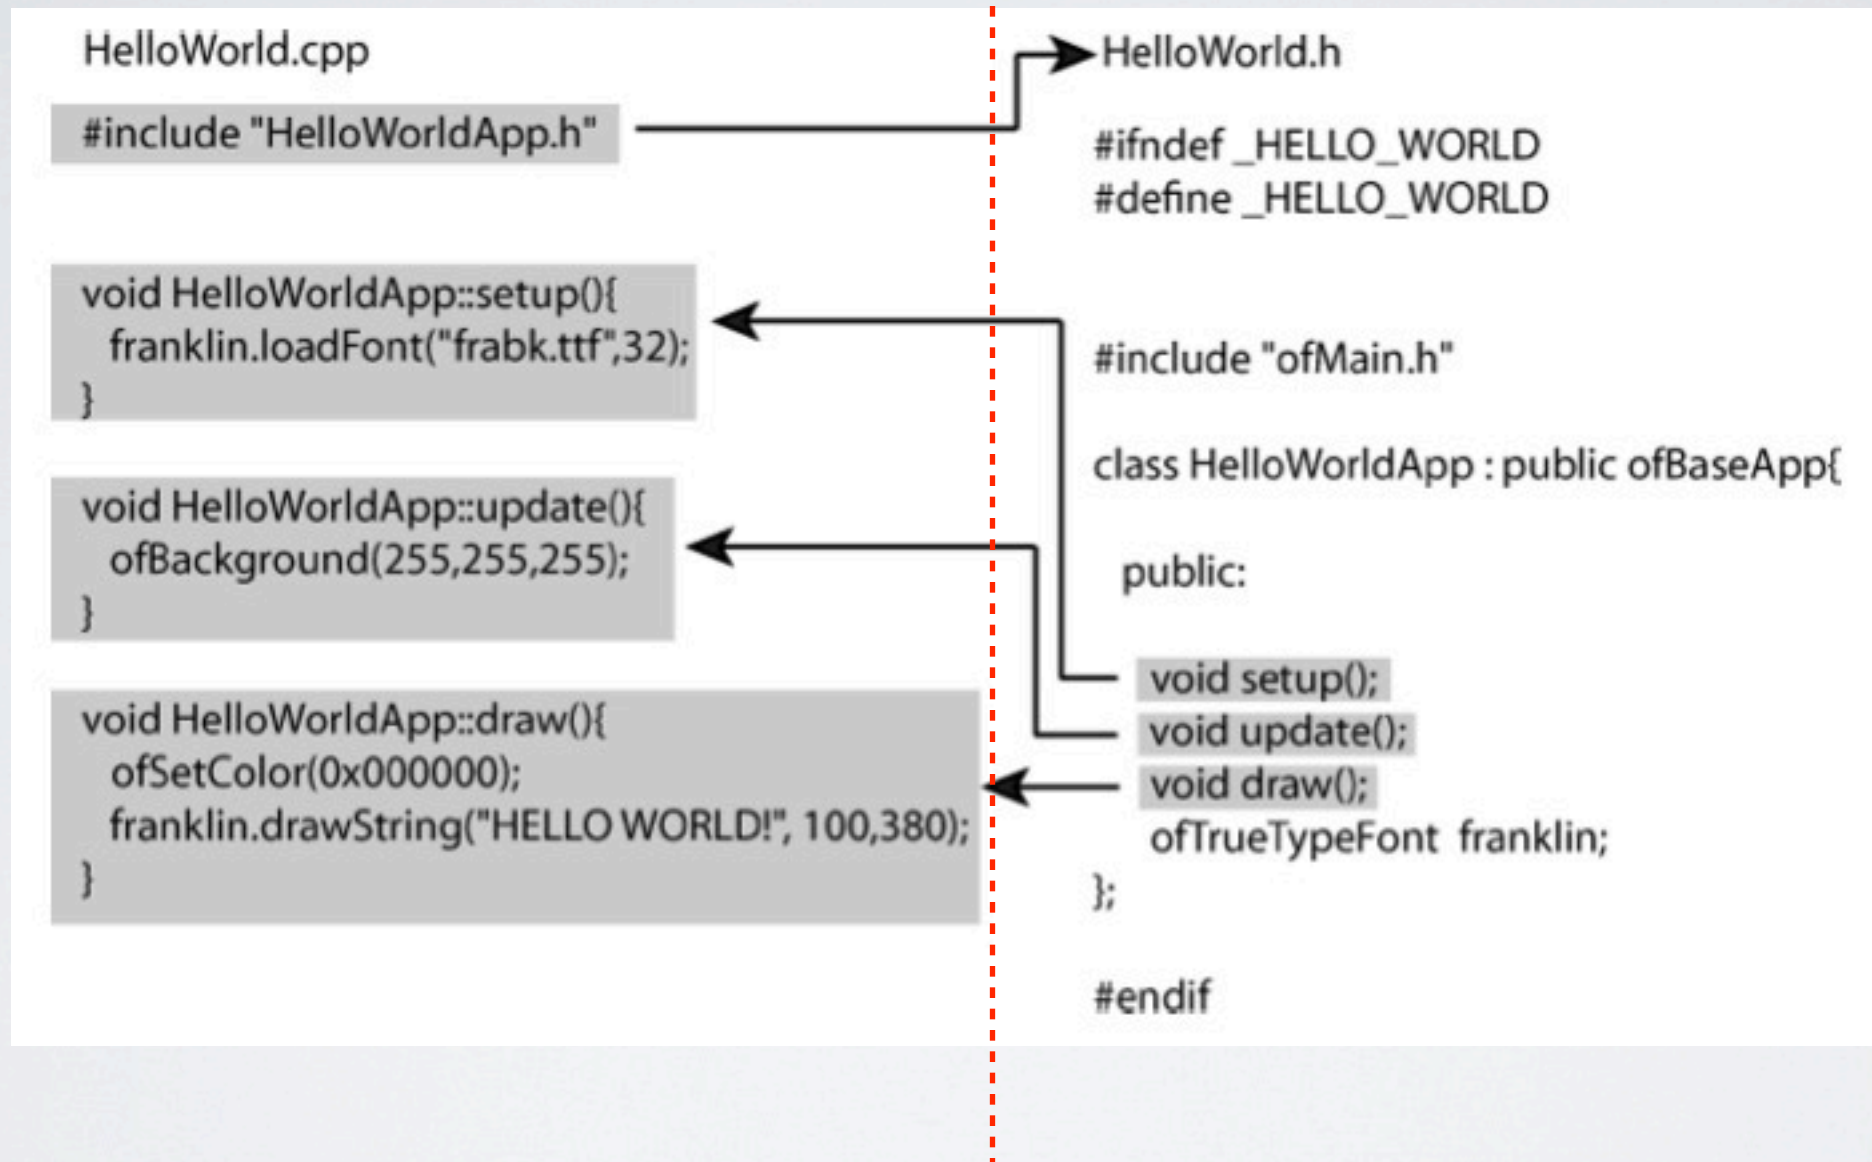 HelloWorld.cpp
#include "HelloWorldApp.h"
void HelloWorldApp::setup(){
franklin.loadFont("frabk.ttf",32);
}
void HelloWorldApp::update(){
ofBackground(255,255,255);
}
void HelloWorldApp::draw(){
ofSetColor(0x000000);
franklin.drawString("HELLO WORLD!", 100,380);
}
HelloWorld.h
#ifndef _HELLO_WORLD
#define _HELLO_WORLD
#include "ofMain.h"
class HelloWorldApp : public ofBaseApp{
public:
void setup();
void update();
void draw();
ofTrueTypeFont franklin;
};
#endif